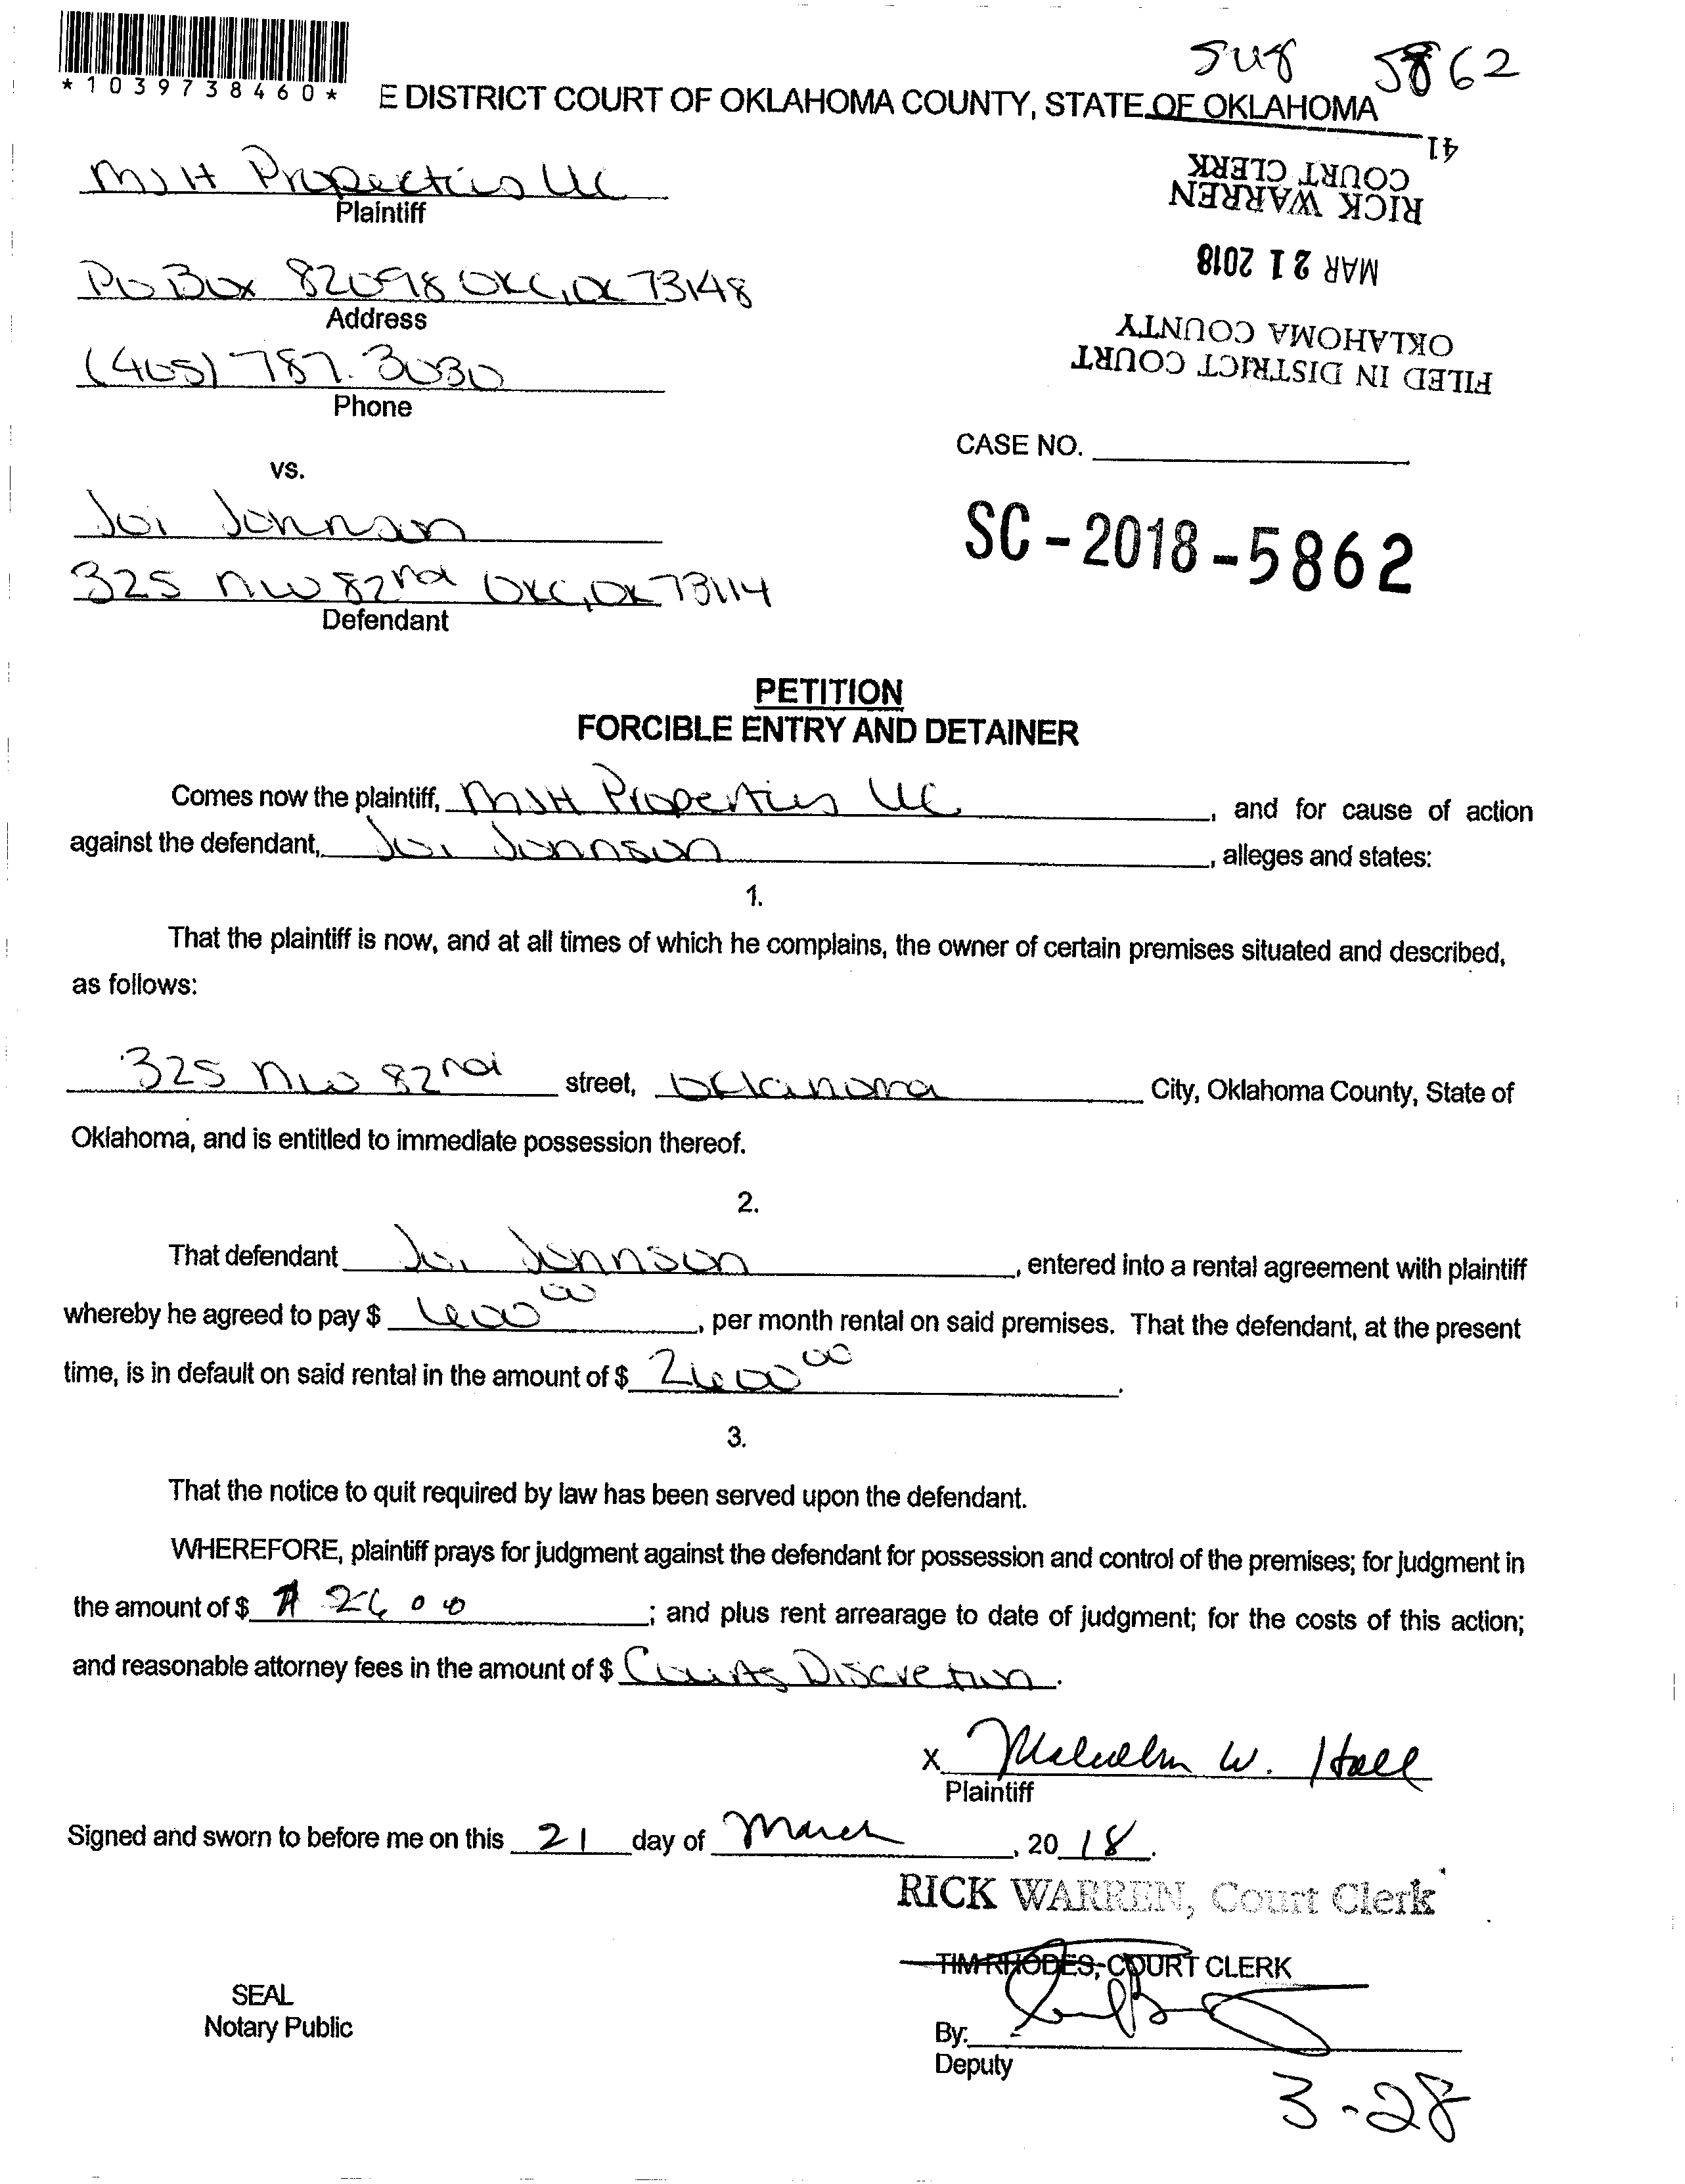 *1039738460*
5862
E DISTRICT COURT OF OKLAHOMA COUNTY, STATE OF OKLAHOMA
41
MJH Properties LLC
Plaintiff
PO Box 82098 OKC, OK 73148
Address
(405) 787.3030
Phone
FILED IN DISTRICT COURT
OKLAHOMA COUNTY
MAR 21 2018
RICK WARREN
COURT CLERK
CASE NO.
vs.
Joi Johnson
325 NW 82nd OKC, OK 73114
Defendant
SC-2018-5862
PETITION
FORCIBLE ENTRY AND DETAINER
Comes now the plaintiff, MJH Properties LLC, and for cause of action
against the defendant, Joi Johnson, alleges and states:
1.
That the plaintiff is now, and at all times of which he complains, the owner of certain premises situated and described,
as follows:
325 NW 82nd street, Oklahoma City, Oklahoma County, State of
Oklahoma, and is entitled to immediate possession thereof.
2.
That defendant Joi Johnson, entered into a rental agreement with plaintiff
whereby he agreed to pay $ 600 00, per month rental on said premises. That the defendant, at the present
time, is in default on said rental in the amount of $ 2600 00.
3.
That the notice to quit required by law has been served upon the defendant.
WHEREFORE, plaintiff prays for judgment against the defendant for possession and control of the premises; for judgment in
the amount of $ 2600; and plus rent arrearage to date of judgment; for the costs of this action;
and reasonable attorney fees in the amount of $ Courts Discretion.
X Malcolm W. Hall
Plaintiff
Signed and sworn to before me on this 21 day of March, 2018.
RICK WARREN, Court Clerk
TIM RHODES, COURT CLERK
SEAL
Notary Public
By:
Deputy
3-28